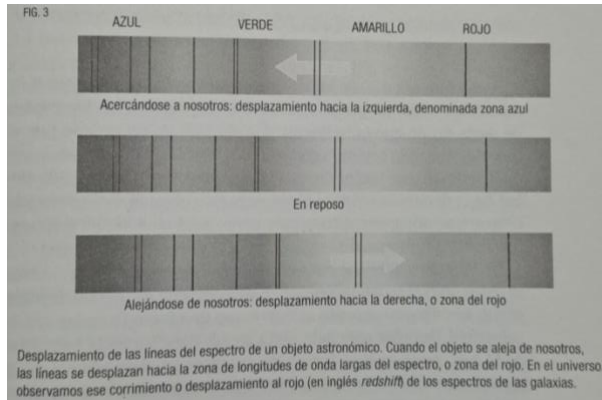 FIG. 3
AZUL VERDE AMARILLO ROJO
Acercándose a nosotros: desplazamiento hacia la izquierda, denominada zona azul
En reposo
Alejándose de nosotros: desplazamiento hacia la derecha, o zona del rojo
Desplazamiento de las líneas del espectro de un objeto astronómico. Cuando el objeto se aleja de nosotros,
las líneas se desplazan hacia la zona de longitudes de onda largas del espectro, o zona del rojo. En el universo
observamos ese corrimiento o desplazamiento al rojo (en inglés redshift) de los espectros de las galaxias.